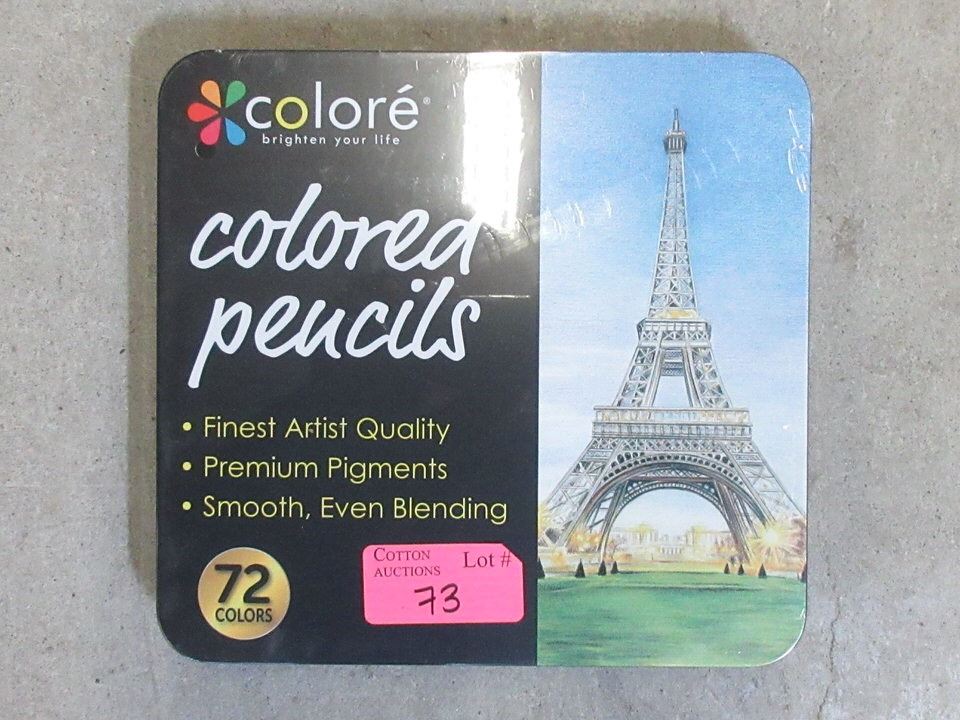 coloré®
brighten your life
colored
pencils
• Finest Artist Quality
• Premium Pigments
• Smooth, Even Blending
72
COLORS
COTTON
AUCTIONS
Lot #
73